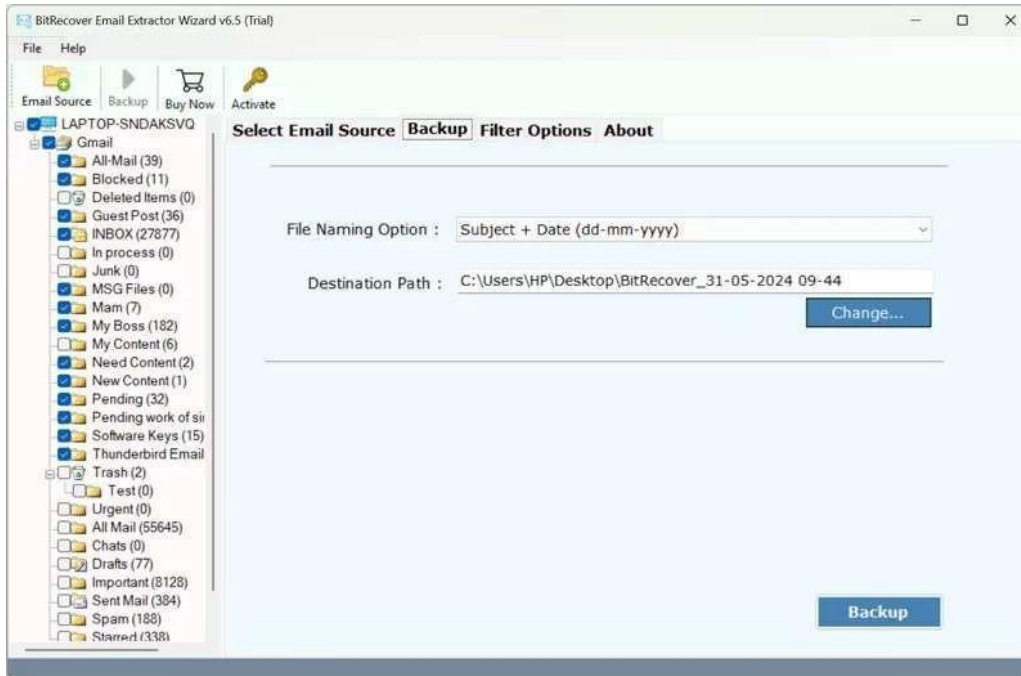 BitRecover Email Extractor Wizard v6.5 (Trial)
File Help
Email Source Backup Buy Now Activate
LAPTOP-SNDAKSVQ
Gmail
All-Mail (39)
Blocked (11)
Deleted Items (0)
Guest Post (36)
INBOX (27877)
In process (0)
Junk (0)
MSG Files (0)
Mam (7)
My Boss (182)
My Content (6)
Need Content (2)
New Content (1)
Pending (32)
Pending work of sin
Software Keys (15)
Thunderbird Email
Trash (2)
Test (0)
Urgent (0)
All Mail (55645)
Chats (0)
Drafts (77)
Important (8128)
Sent Mail (384)
Spam (188)
Starred (338)
Select Email Source Backup Filter Options About
File Naming Option : Subject + Date (dd-mm-yyyy)
Destination Path : C:\Users\HP\Desktop\BitRecover_31-05-2024 09-44
Change...
Backup